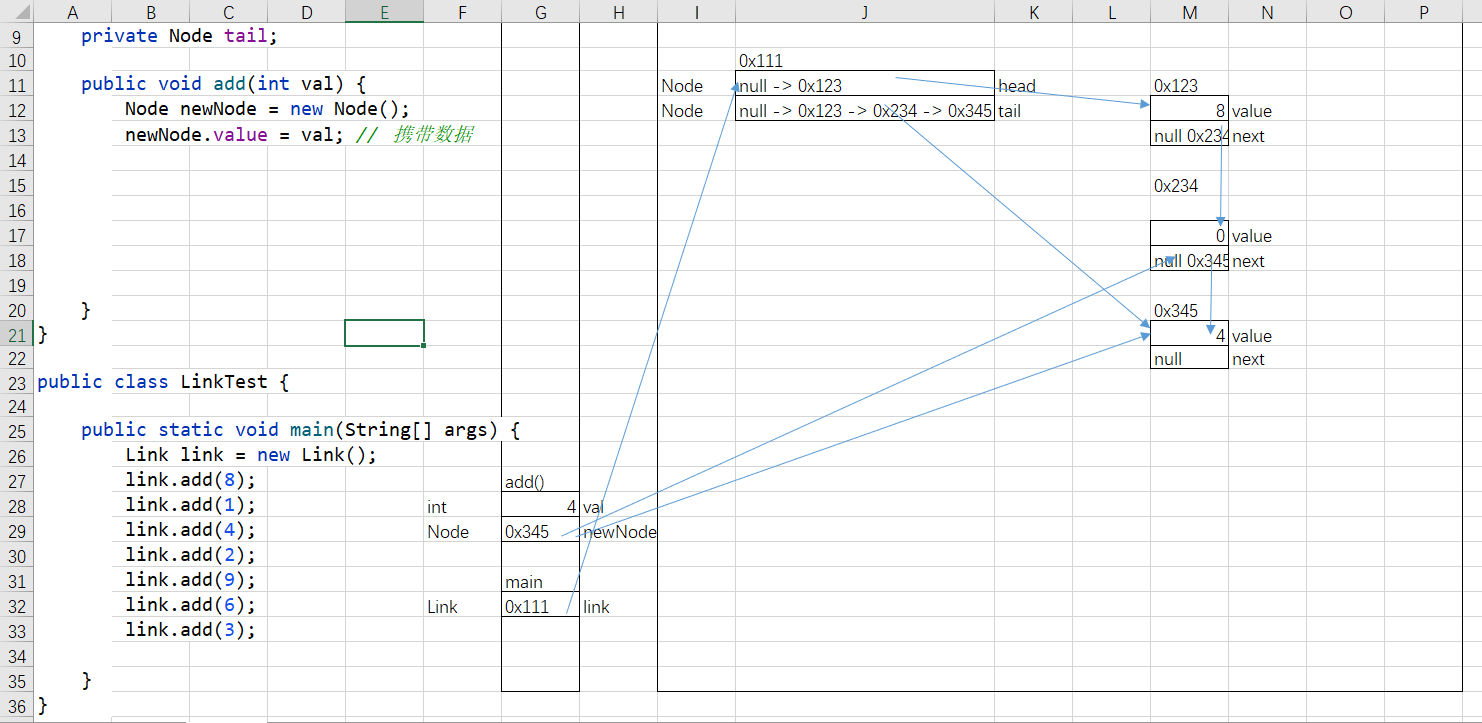 A B C D E F G H I J K L M N O P
9 private Node tail;
10 0x111
11 public void add(int val) { Node null -> 0x123 head 0x123
12 Node newNode = new Node(); Node null -> 0x123 -> 0x234 -> 0x345 tail 8 value
13 newNode.value = val; // 携带数据 null 0x234 next
14
15 0x234
16
17 0 value
18 null 0x345 next
19
20 } 0x345
21 } 4 value
22 null next
23 public class LinkTest {
24
25 public static void main(String[] args) {
26 Link link = new Link();
27 link.add(8); add()
28 link.add(1); int 4 val
29 link.add(4); Node 0x345 newNode
30 link.add(2);
31 link.add(9); main
32 link.add(6); Link 0x111 link
33 link.add(3);
34
35 }
36 }